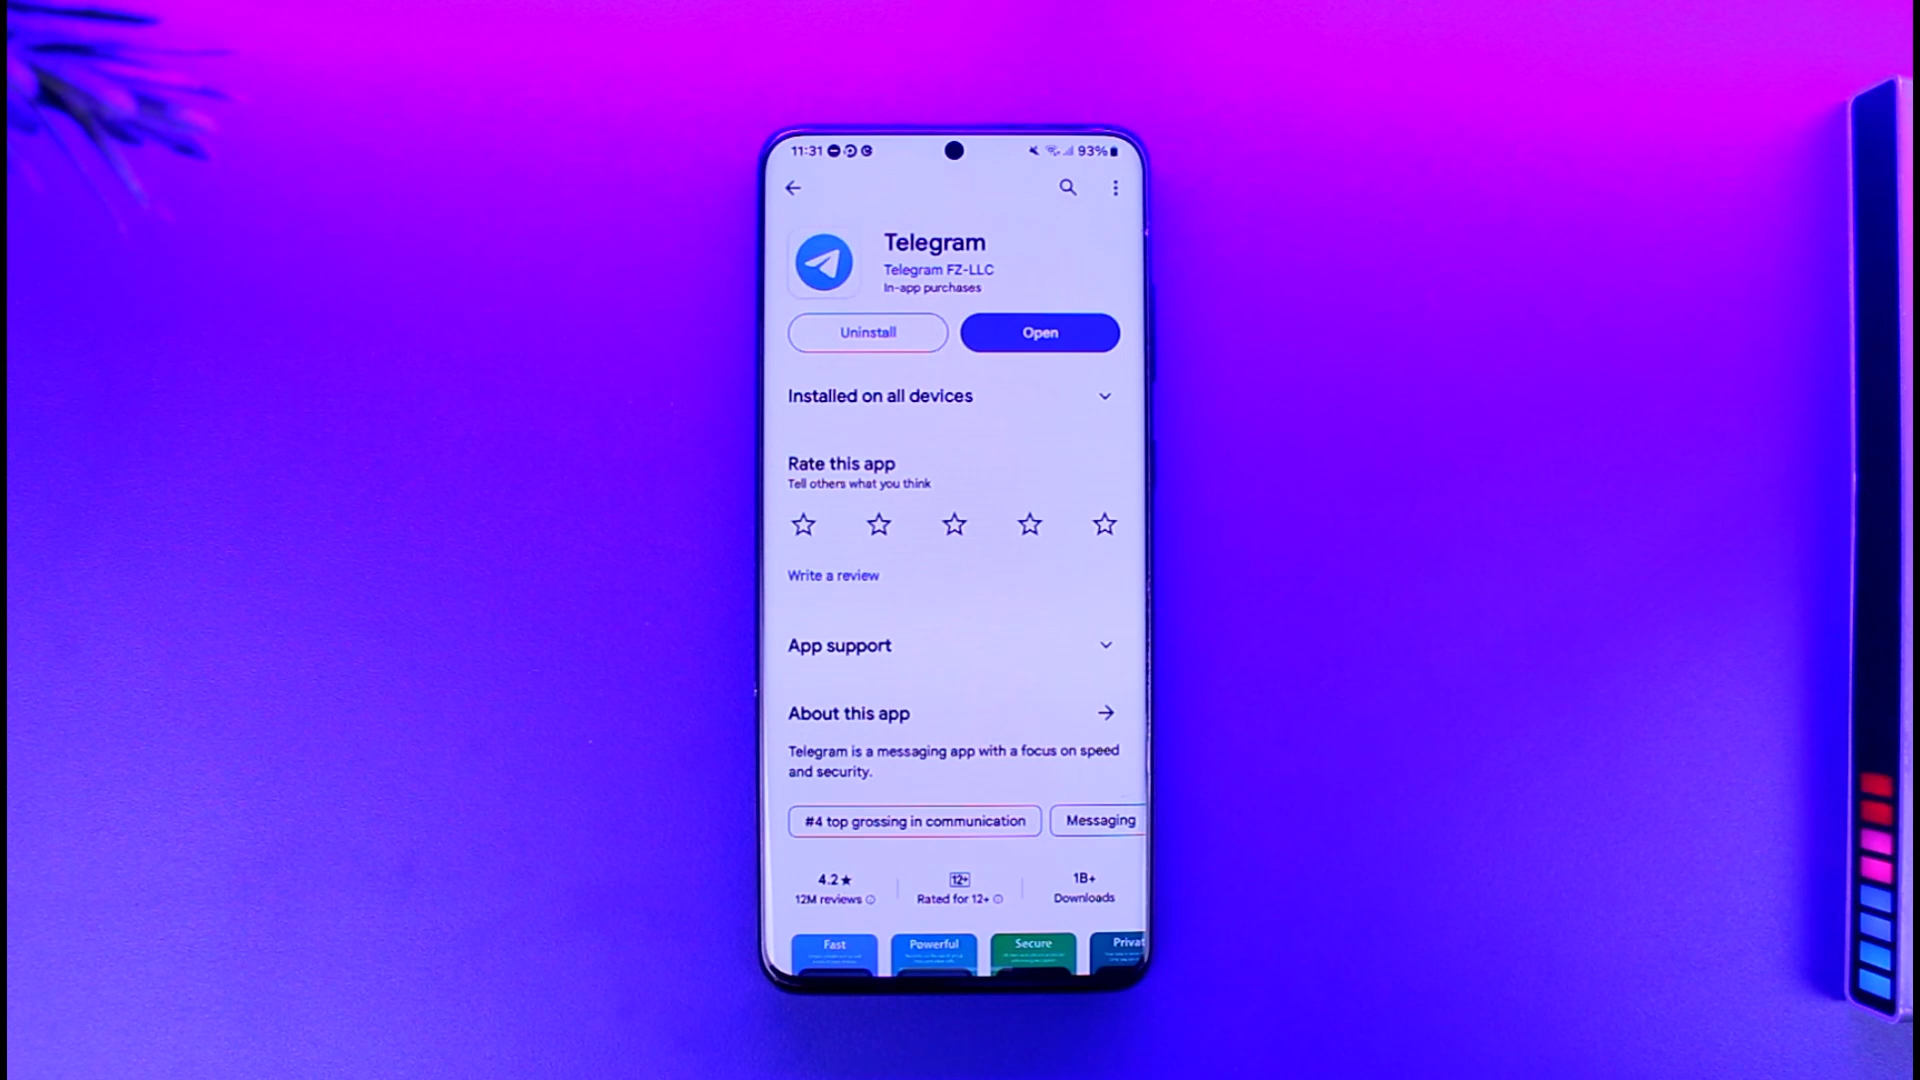 11:31 93%
Telegram
Telegram FZ-LLC
In-app purchases
Uninstall Open
Installed on all devices
Rate this app
Tell others what you think
Write a review
App support
About this app
Telegram is a messaging app with a focus on speed
and security.
#4 top grossing in communication Messaging
4.2★ 12+ 1B+
12M reviews Rated for 12+ Downloads
Fast Powerful Secure Privat